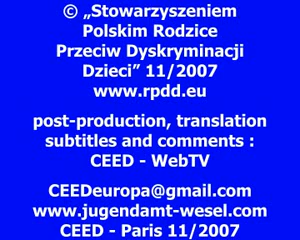 © „Stowarzyszeniem
Polskim Rodzice
Przeciw Dyskryminacji
Dzieci” 11/2007
www.rpdd.eu
post-production, translation
subtitles and comments :
CEED - WebTV
CEEDeuropa@gmail.com
www.jugendamt-wesel.com
CEED - Paris 11/2007